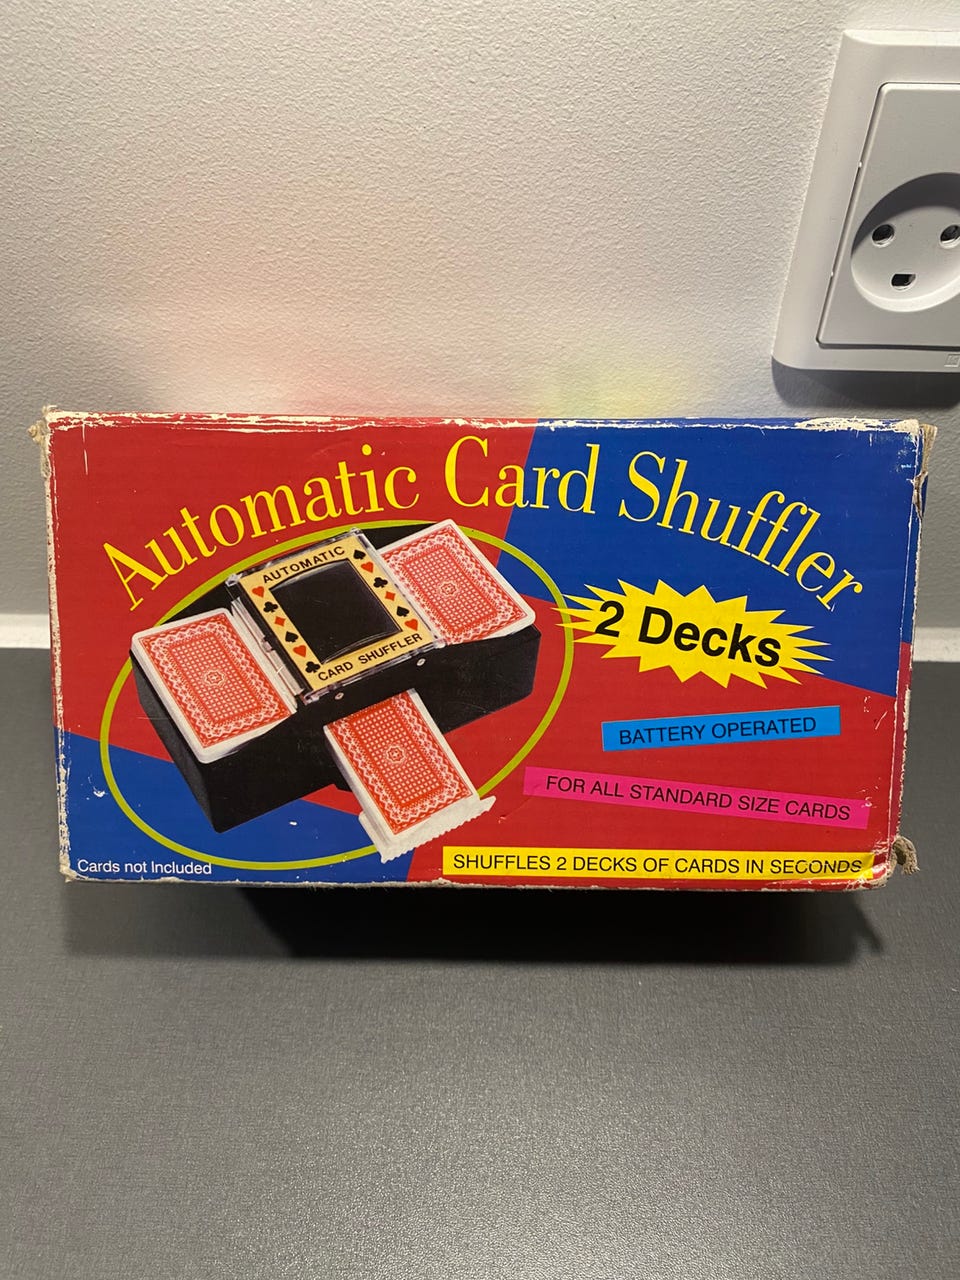 Automatic Card Shuffler
AUTOMATIC
CARD SHUFFLER
2 Decks
BATTERY OPERATED
FOR ALL STANDARD SIZE CARDS
SHUFFLES 2 DECKS OF CARDS IN SECONDS
Cards not Included